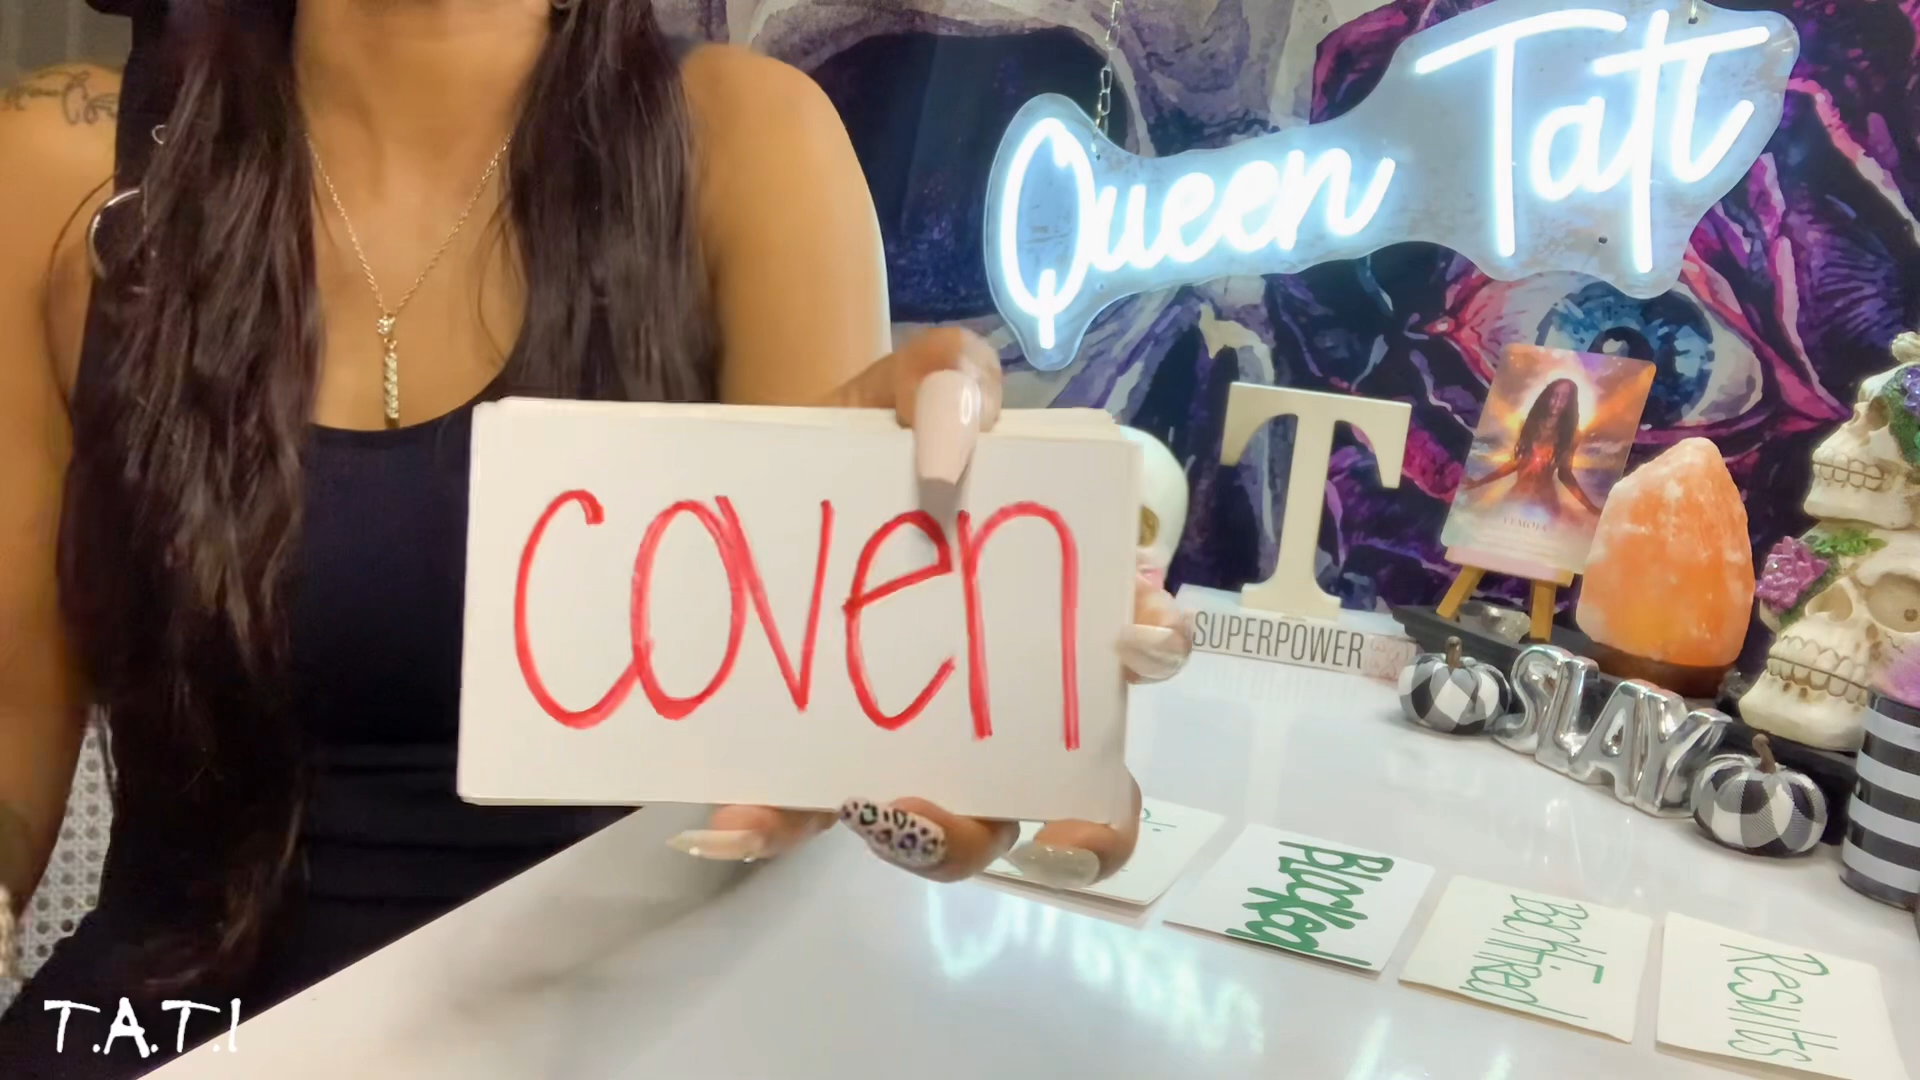 Queen Tati
coven
T
SUPERPOWER
SLAY
Blocked
Backfired
Results
T.A.T.I